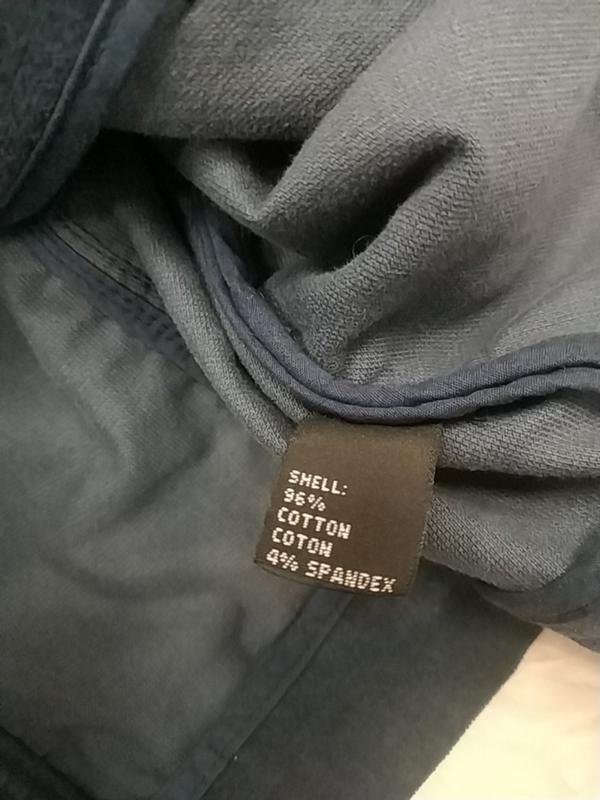 SHELL:
96%
COTTON
COTON
4% SPANDEX